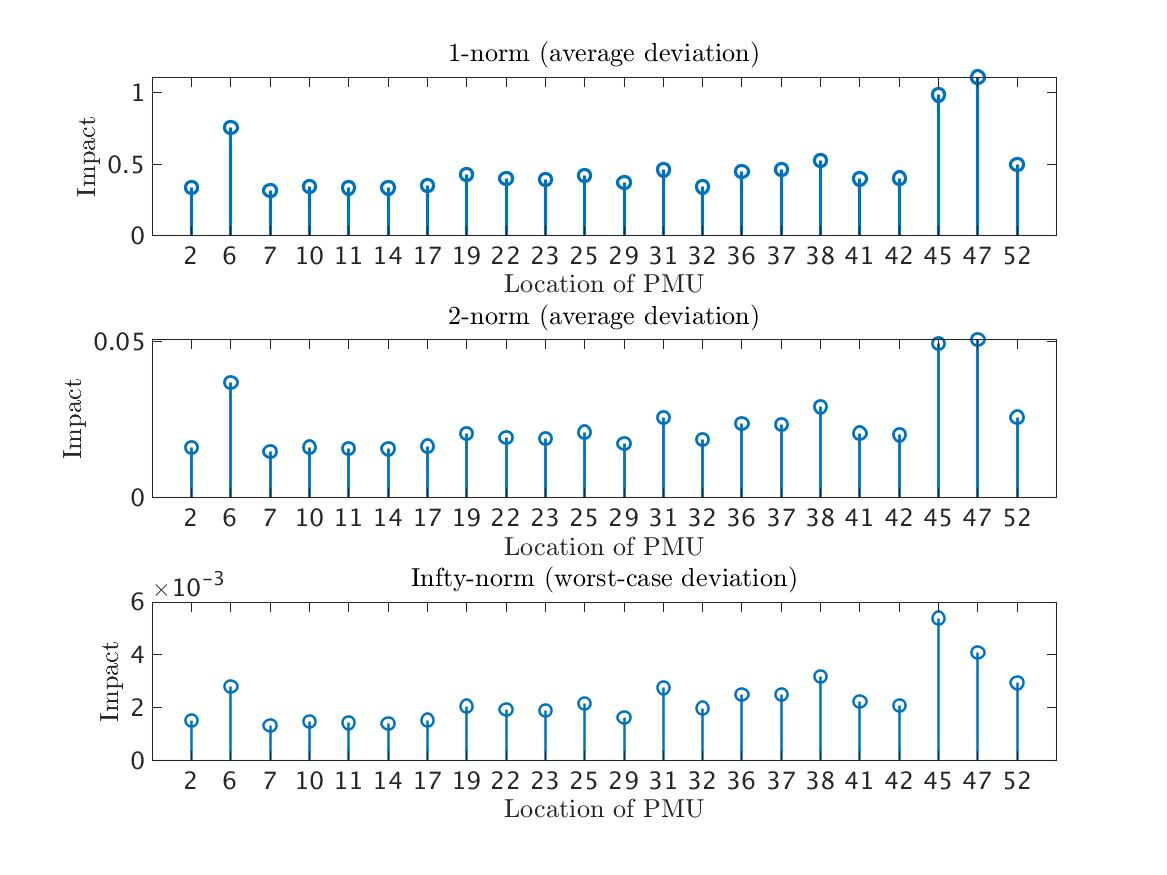 1-norm (average deviation)
1
0.5
0
Impact
2 6 7 10 11 14 17 19 22 23 25 29 31 32 36 37 38 41 42 45 47 52
Location of PMU
2-norm (average deviation)
0.05
0
Impact
2 6 7 10 11 14 17 19 22 23 25 29 31 32 36 37 38 41 42 45 47 52
Location of PMU
Infty-norm (worst-case deviation)
×10⁻³
6
4
2
0
Impact
2 6 7 10 11 14 17 19 22 23 25 29 31 32 36 37 38 41 42 45 47 52
Location of PMU